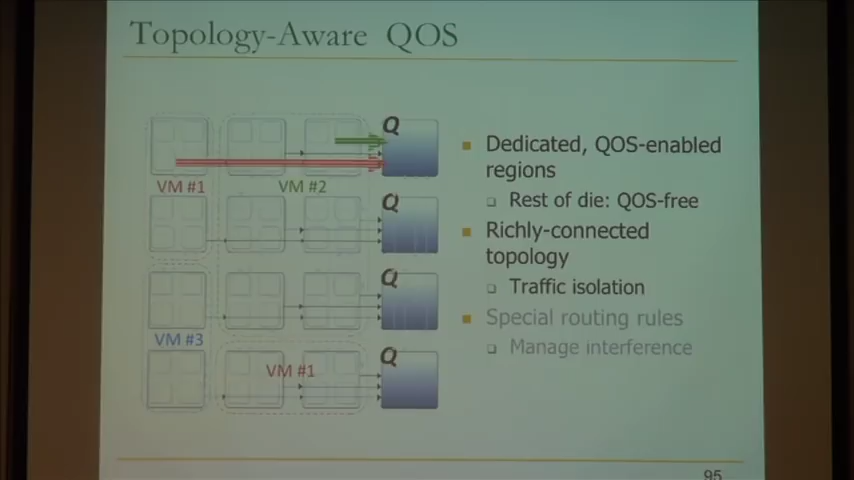 Topology-Aware QOS
Q
VM #1
VM #2
Q
Q
VM #3
Q
VM #1
Dedicated, QOS-enabled
regions
Rest of die: QOS-free
Richly-connected
topology
Traffic isolation
Special routing rules
Manage interference
95